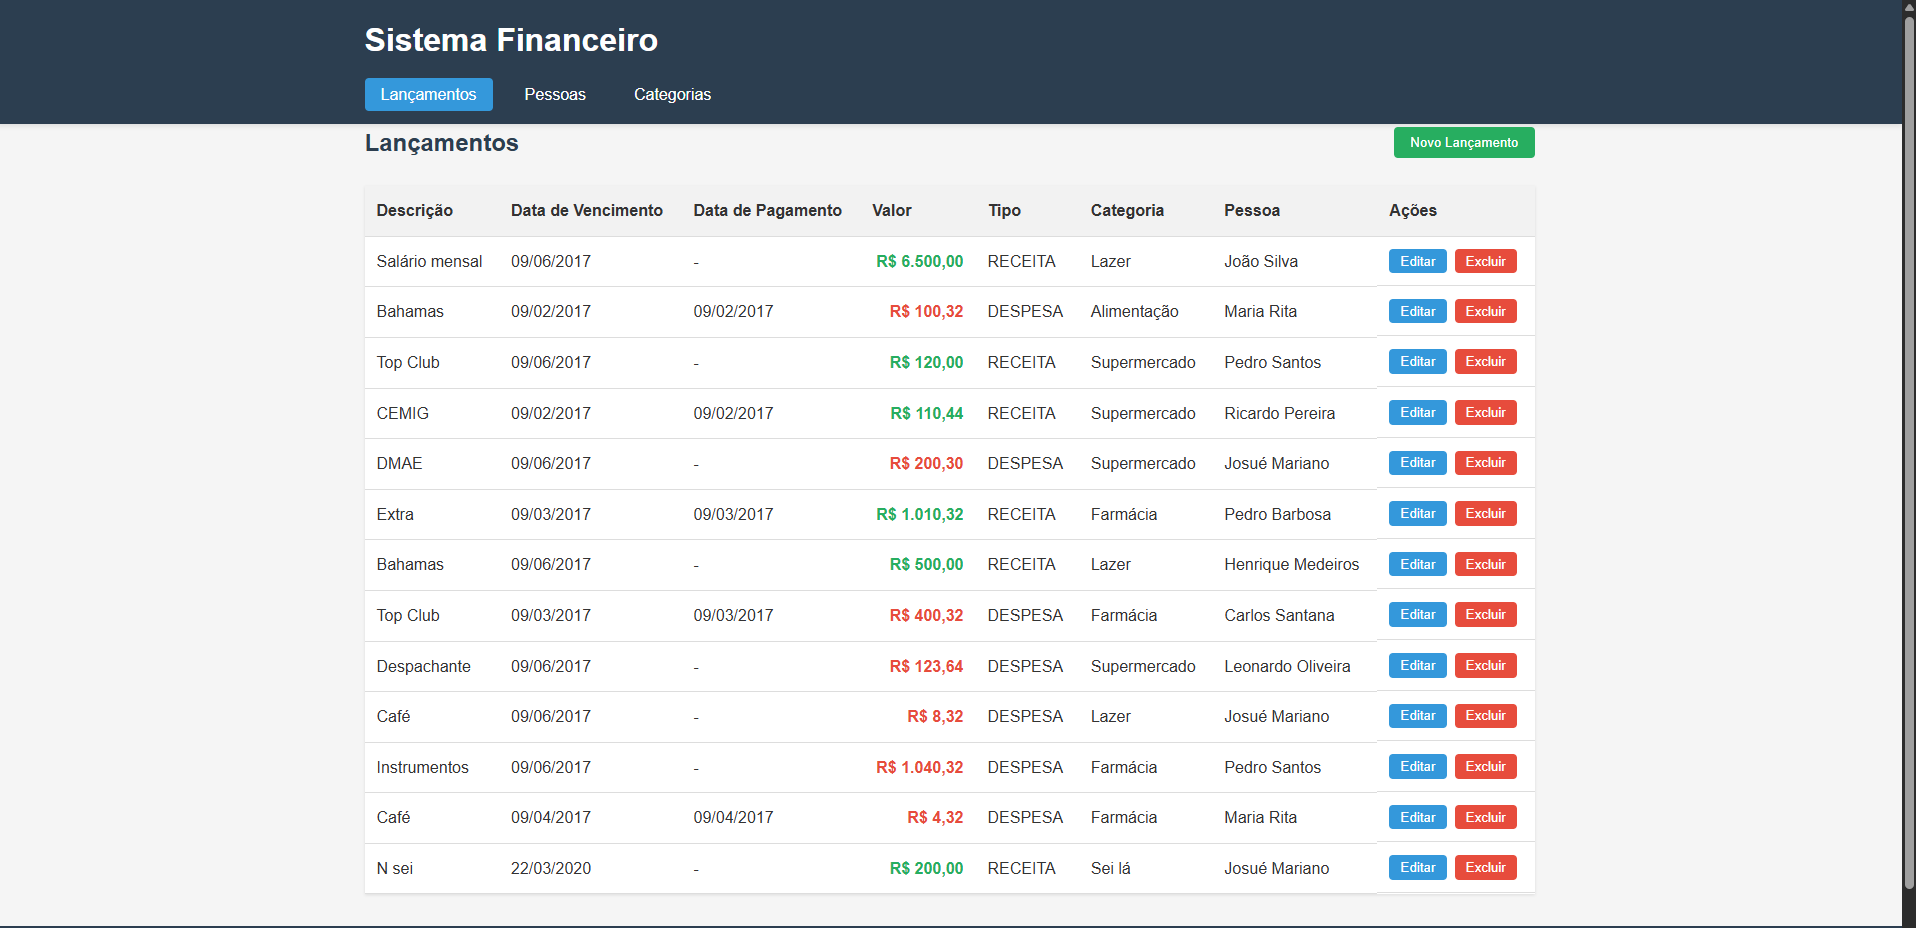 Sistema Financeiro
Lançamentos Pessoas Categorias
Lançamentos Novo Lançamento
Descrição Data de Vencimento Data de Pagamento Valor Tipo Categoria Pessoa Ações
Salário mensal 09/06/2017 - R$ 6.500,00 RECEITA Lazer João Silva Editar Excluir
Bahamas 09/02/2017 09/02/2017 R$ 100,32 DESPESA Alimentação Maria Rita Editar Excluir
Top Club 09/06/2017 - R$ 120,00 RECEITA Supermercado Pedro Santos Editar Excluir
CEMIG 09/02/2017 09/02/2017 R$ 110,44 RECEITA Supermercado Ricardo Pereira Editar Excluir
DMAE 09/06/2017 - R$ 200,30 DESPESA Supermercado Josué Mariano Editar Excluir
Extra 09/03/2017 09/03/2017 R$ 1.010,32 RECEITA Farmácia Pedro Barbosa Editar Excluir
Bahamas 09/06/2017 - R$ 500,00 RECEITA Lazer Henrique Medeiros Editar Excluir
Top Club 09/03/2017 09/03/2017 R$ 400,32 DESPESA Farmácia Carlos Santana Editar Excluir
Despachante 09/06/2017 - R$ 123,64 DESPESA Supermercado Leonardo Oliveira Editar Excluir
Café 09/06/2017 - R$ 8,32 DESPESA Lazer Josué Mariano Editar Excluir
Instrumentos 09/06/2017 - R$ 1.040,32 DESPESA Farmácia Pedro Santos Editar Excluir
Café 09/04/2017 09/04/2017 R$ 4,32 DESPESA Farmácia Maria Rita Editar Excluir
N sei 22/03/2020 - R$ 200,00 RECEITA Sei lá Josué Mariano Editar Excluir